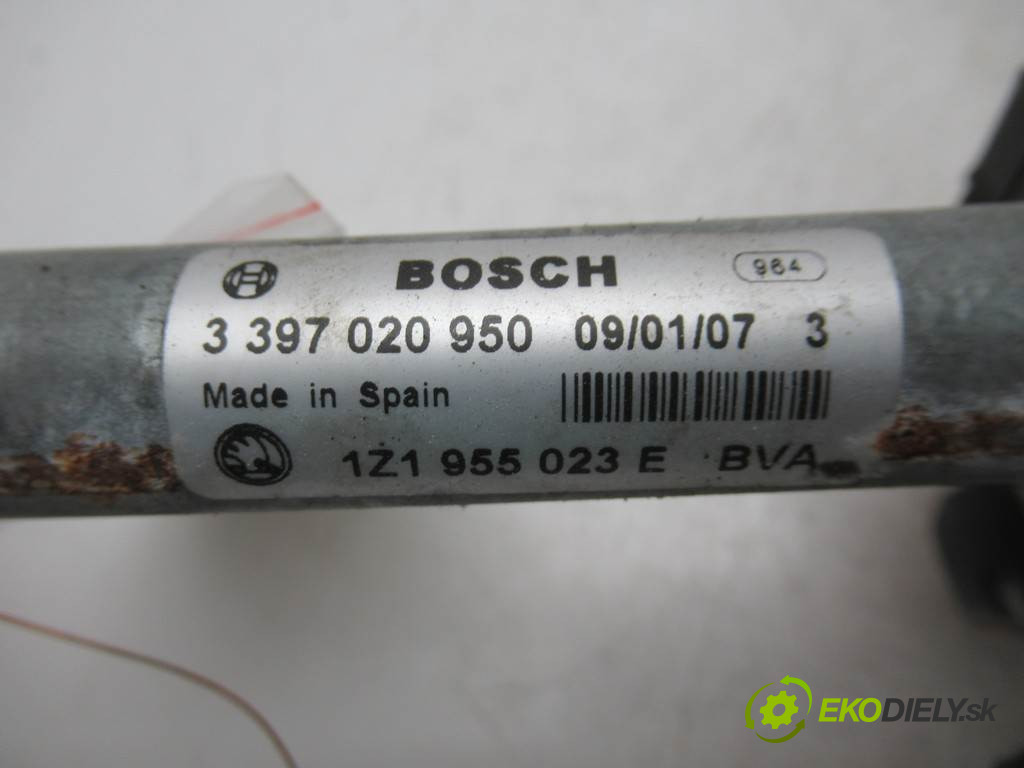 BOSCH 964
3 397 020 950 09/01/07 3
Made in Spain
1Z1 955 023 E BVA
EKODIELY.sk